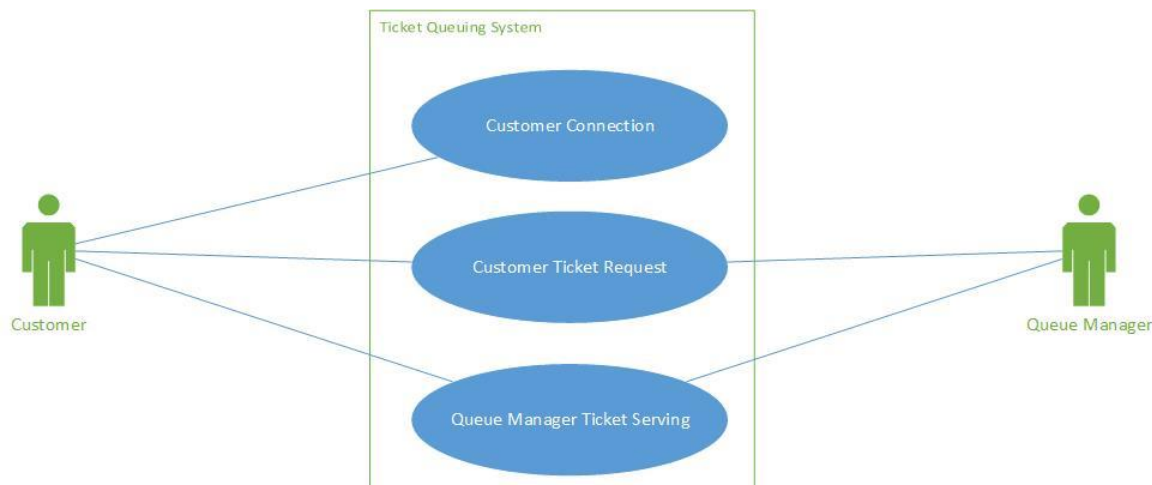 Ticket Queuing System
Customer Connection
Customer Ticket Request
Customer
Queue Manager
Queue Manager Ticket Serving